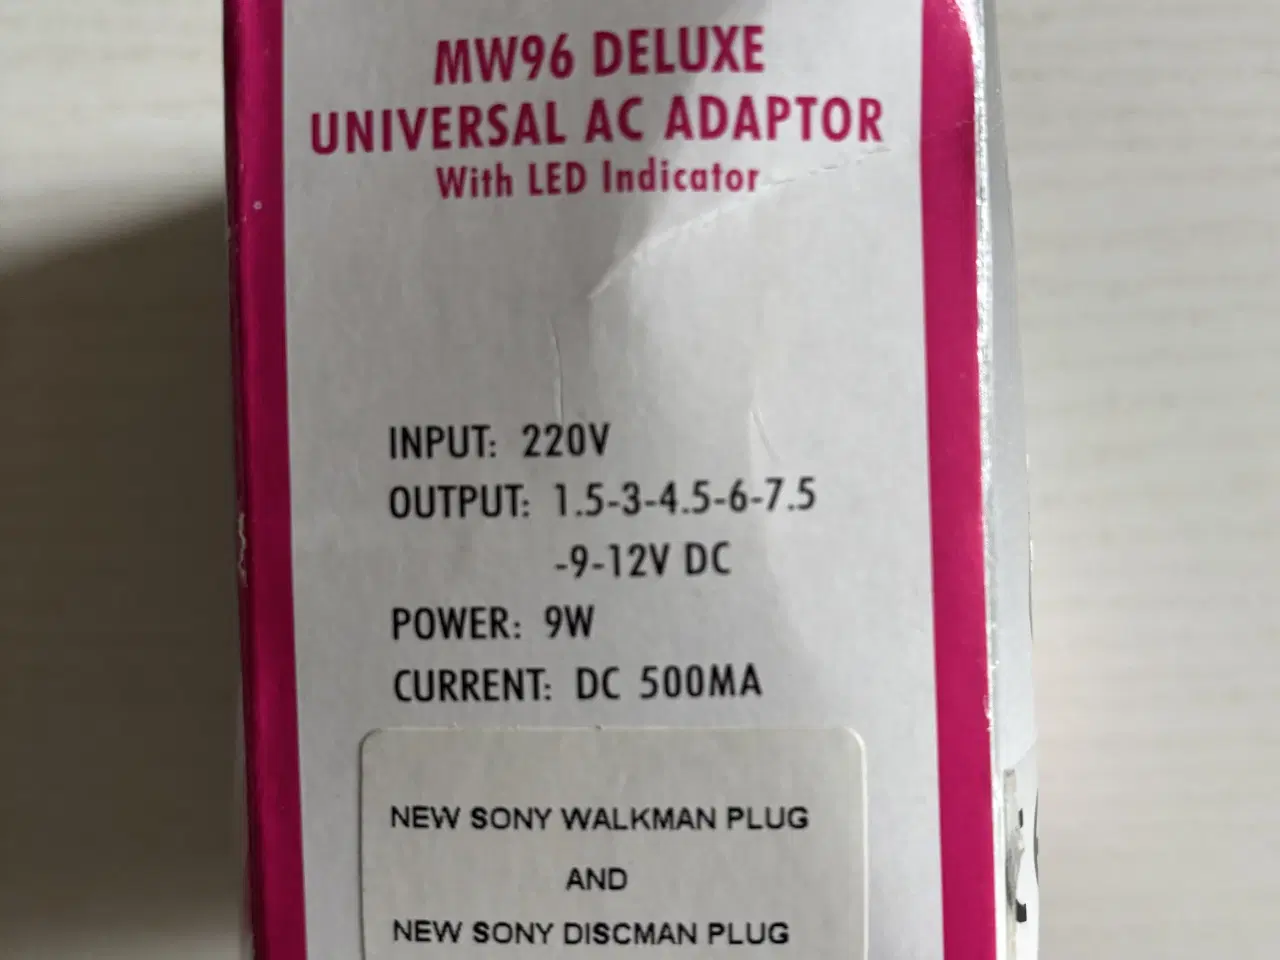 MW96 DELUXE
UNIVERSAL AC ADAPTOR
With LED Indicator
INPUT: 220V
OUTPUT: 1.5-3-4.5-6-7.5
-9-12V DC
POWER: 9W
CURRENT: DC 500MA
NEW SONY WALKMAN PLUG
AND
NEW SONY DISCMAN PLUG